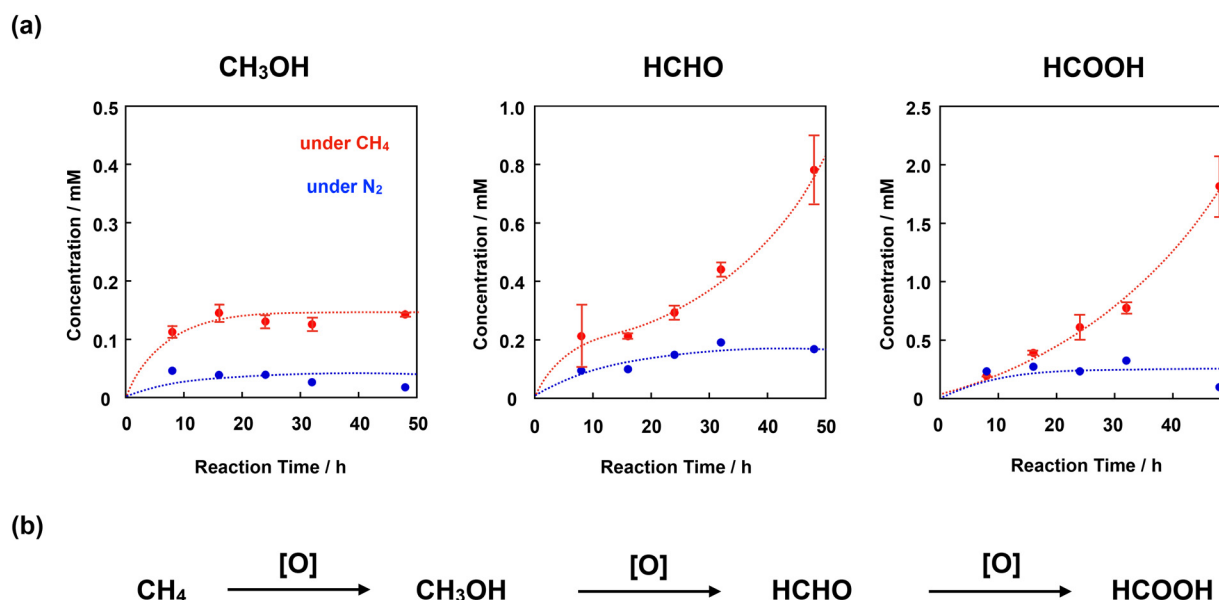 (a)
CH₃OH
HCHO
HCOOH
Concentration / mM
0.5
0.4
0.3
0.2
0.1
0
under CH₄
under N₂
0 10 20 30 40 50
Reaction Time / h
Concentration / mM
1.0
0.8
0.6
0.4
0.2
0
0 10 20 30 40 50
Reaction Time / h
Concentration / mM
2.5
2.0
1.5
1.0
0.5
0
0 10 20 30 40
Reaction Time / h
(b)
CH₄ [O] CH₃OH [O] HCHO [O] HCOOH